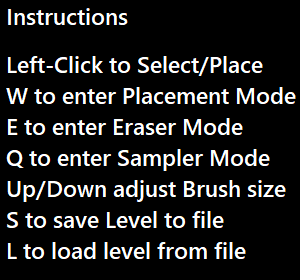 Instructions
Left-Click to Select/Place
W to enter Placement Mode
E to enter Eraser Mode
Q to enter Sampler Mode
Up/Down adjust Brush size
S to save Level to file
L to load level from file